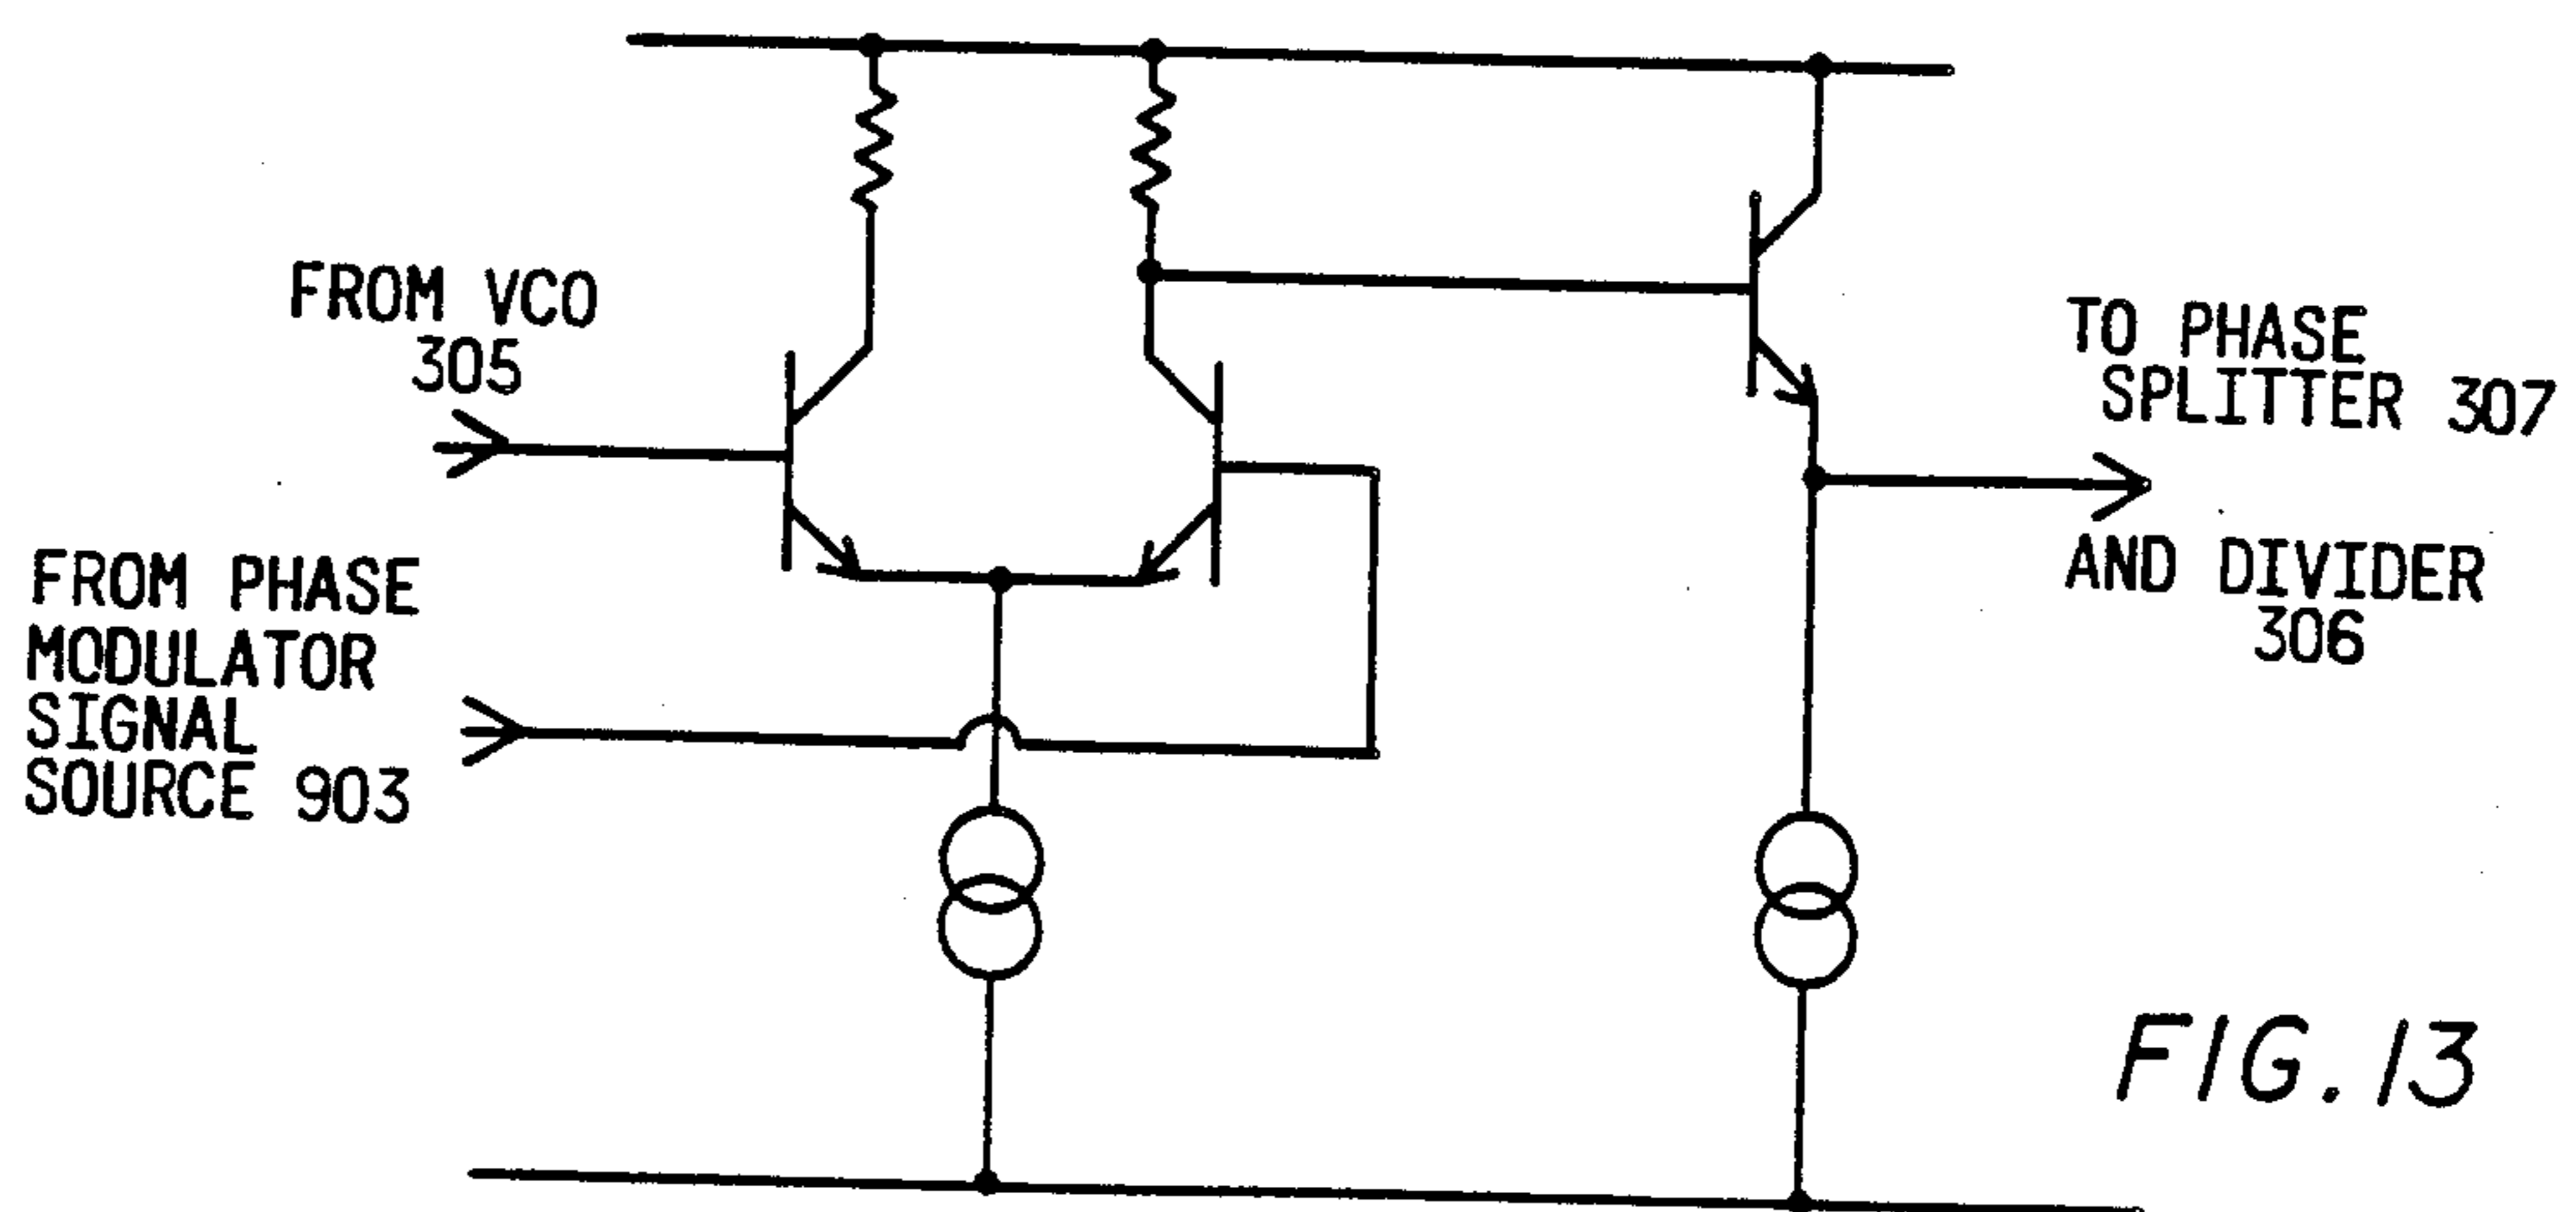 FROM VCO
305
FROM PHASE
MODULATOR
SIGNAL
SOURCE 903
TO PHASE
SPLITTER 307
AND DIVIDER
306
FIG. 13